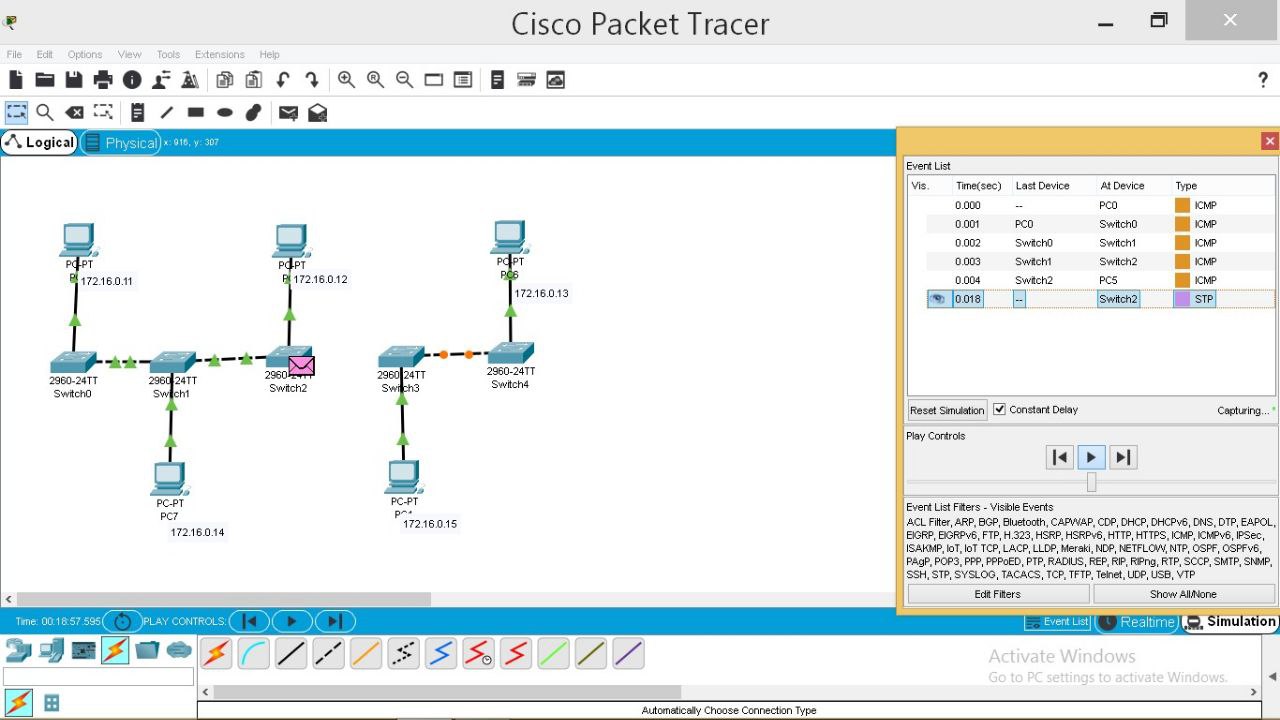 Cisco Packet Tracer
File Edit Options View Tools Extensions Help
Logical Physical x: 916, y: 307
Event List
Vis. Time(sec) Last Device At Device Type
0.000 -- PC0 ICMP
0.001 PC0 Switch0 ICMP
0.002 Switch0 Switch1 ICMP
0.003 Switch1 Switch2 ICMP
0.004 Switch2 PC5 ICMP
0.018 -- Switch2 STP
Reset Simulation Constant Delay Capturing...
Play Controls
Event List Filters - Visible Events
ACL Filter, ARP, BGP, Bluetooth, CAPWAP, CDP, DHCP, DHCPv6, DNS, DTP, EAPOL,
EIGRP, EIGRPv6, FTP, H.323, HSRP, HSRPv6, HTTP, HTTPS, ICMP, ICMPv6, IPSec,
ISAKMP, IoT, IoT TCP, LACP, LLDP, Meraki, NDP, NETFLOW, NTP, OSPF, OSPFv6,
PAgP, POP3, PPP, PPPoED, PTP, RADIUS, REP, RIP, RIPng, RTP, SCCP, SMTP, SNMP,
SSH, STP, SYSLOG, TACACS, TCP, TFTP, Telnet, UDP, USB, VTP
Edit Filters Show All/None
PC-PT
172.16.0.11
PC-PT
172.16.0.12
PC-PT
PC6
172.16.0.13
2960-24TT
Switch0
2960-24TT
Switch1
2960-24TT
Switch2
2960-24TT
Switch3
2960-24TT
Switch4
PC-PT
PC7
172.16.0.14
PC-PT
172.16.0.15
Time: 00:18:57.595 PLAY CONTROLS: Event List Realtime Simulation
Activate Windows
Go to PC settings to activate Windows.
Automatically Choose Connection Type